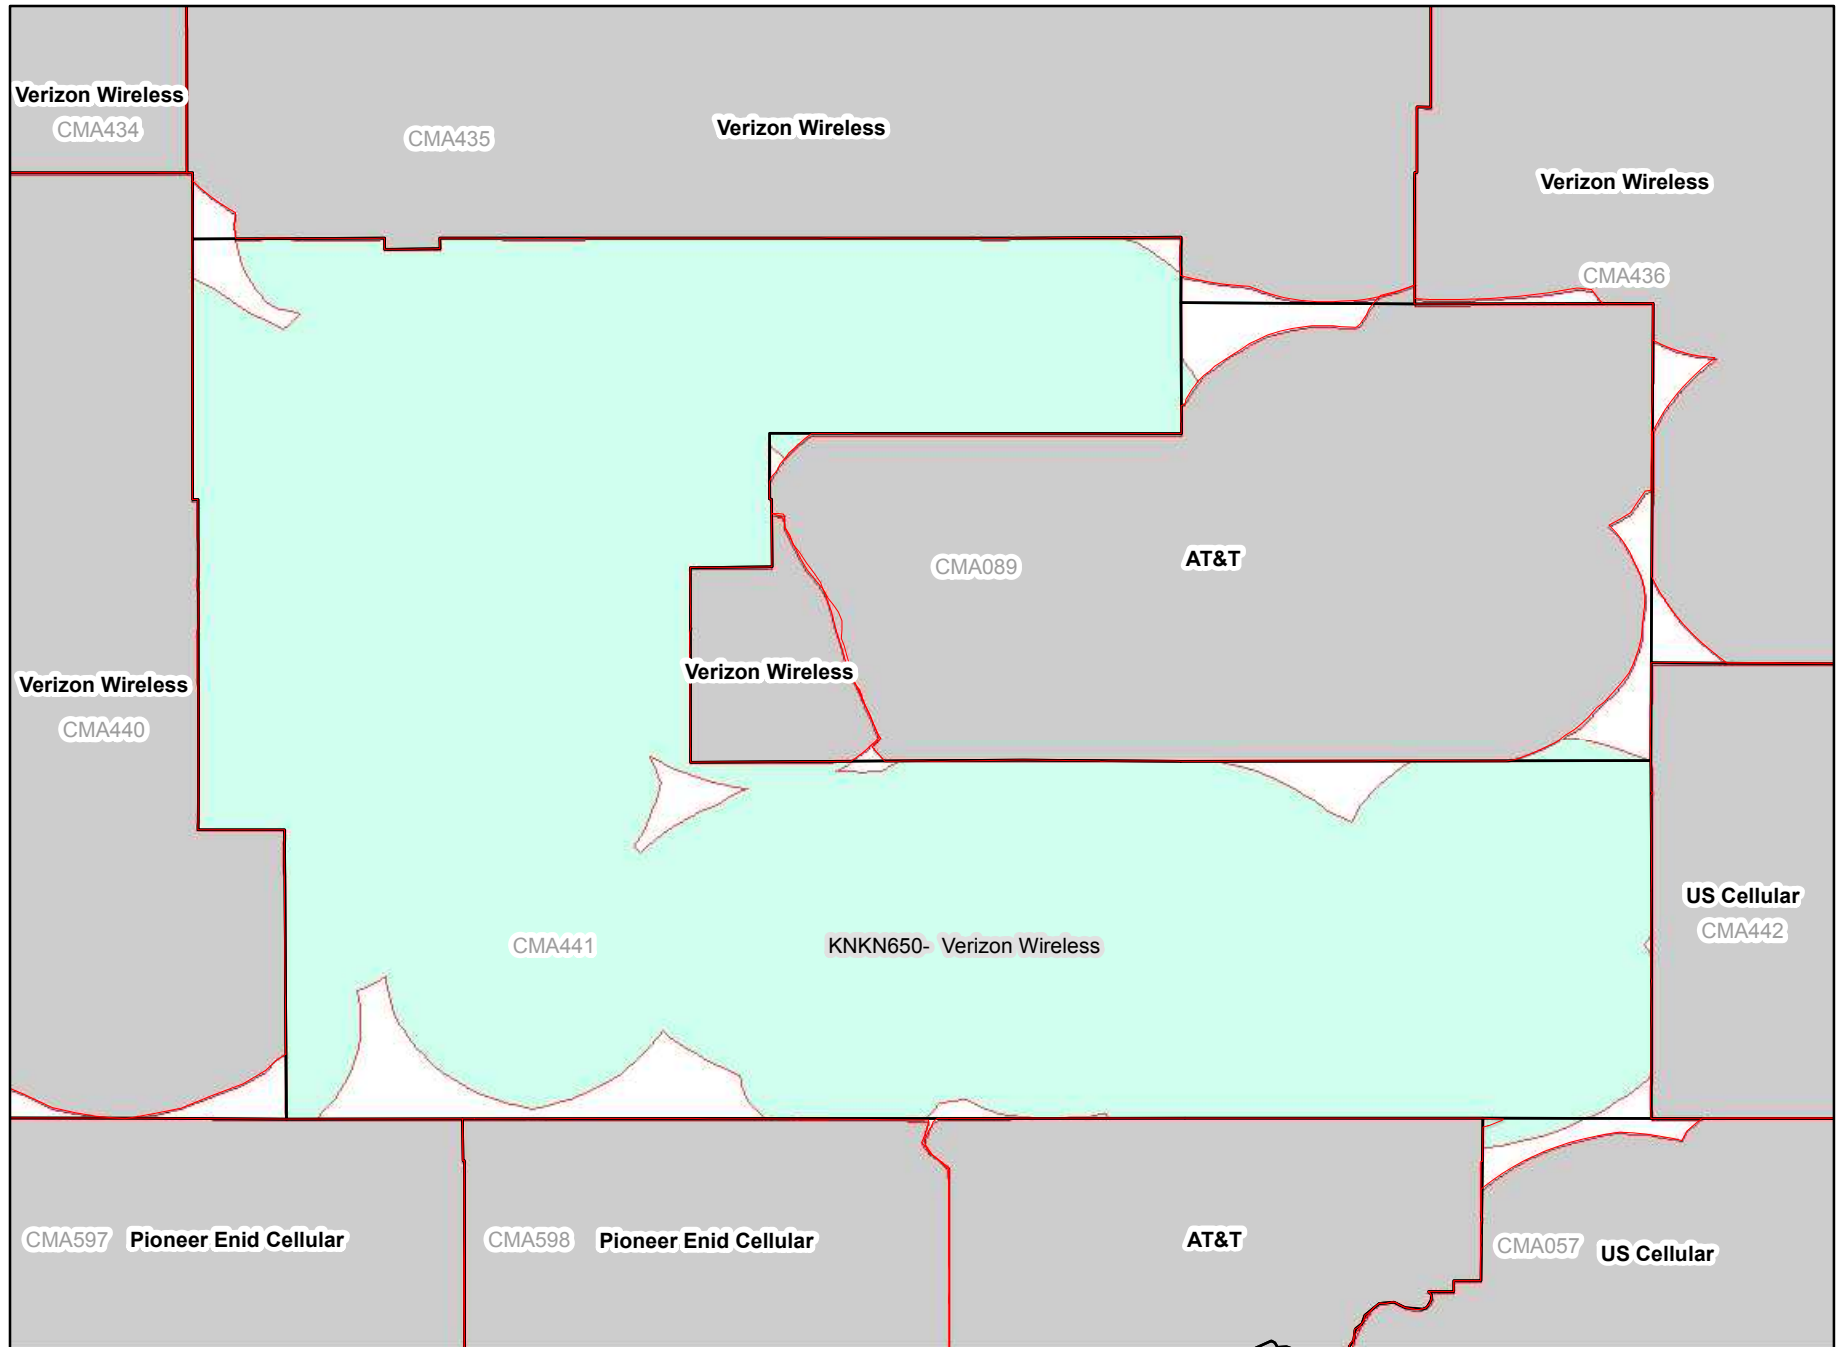 Verizon Wireless
CMA434
CMA435
Verizon Wireless
Verizon Wireless
CMA436
CMA089
AT&T
Verizon Wireless
Verizon Wireless
CMA440
US Cellular
CMA442
CMA441
KNKN650- Verizon Wireless
CMA597 Pioneer Enid Cellular
CMA598 Pioneer Enid Cellular
AT&T
CMA057 US Cellular